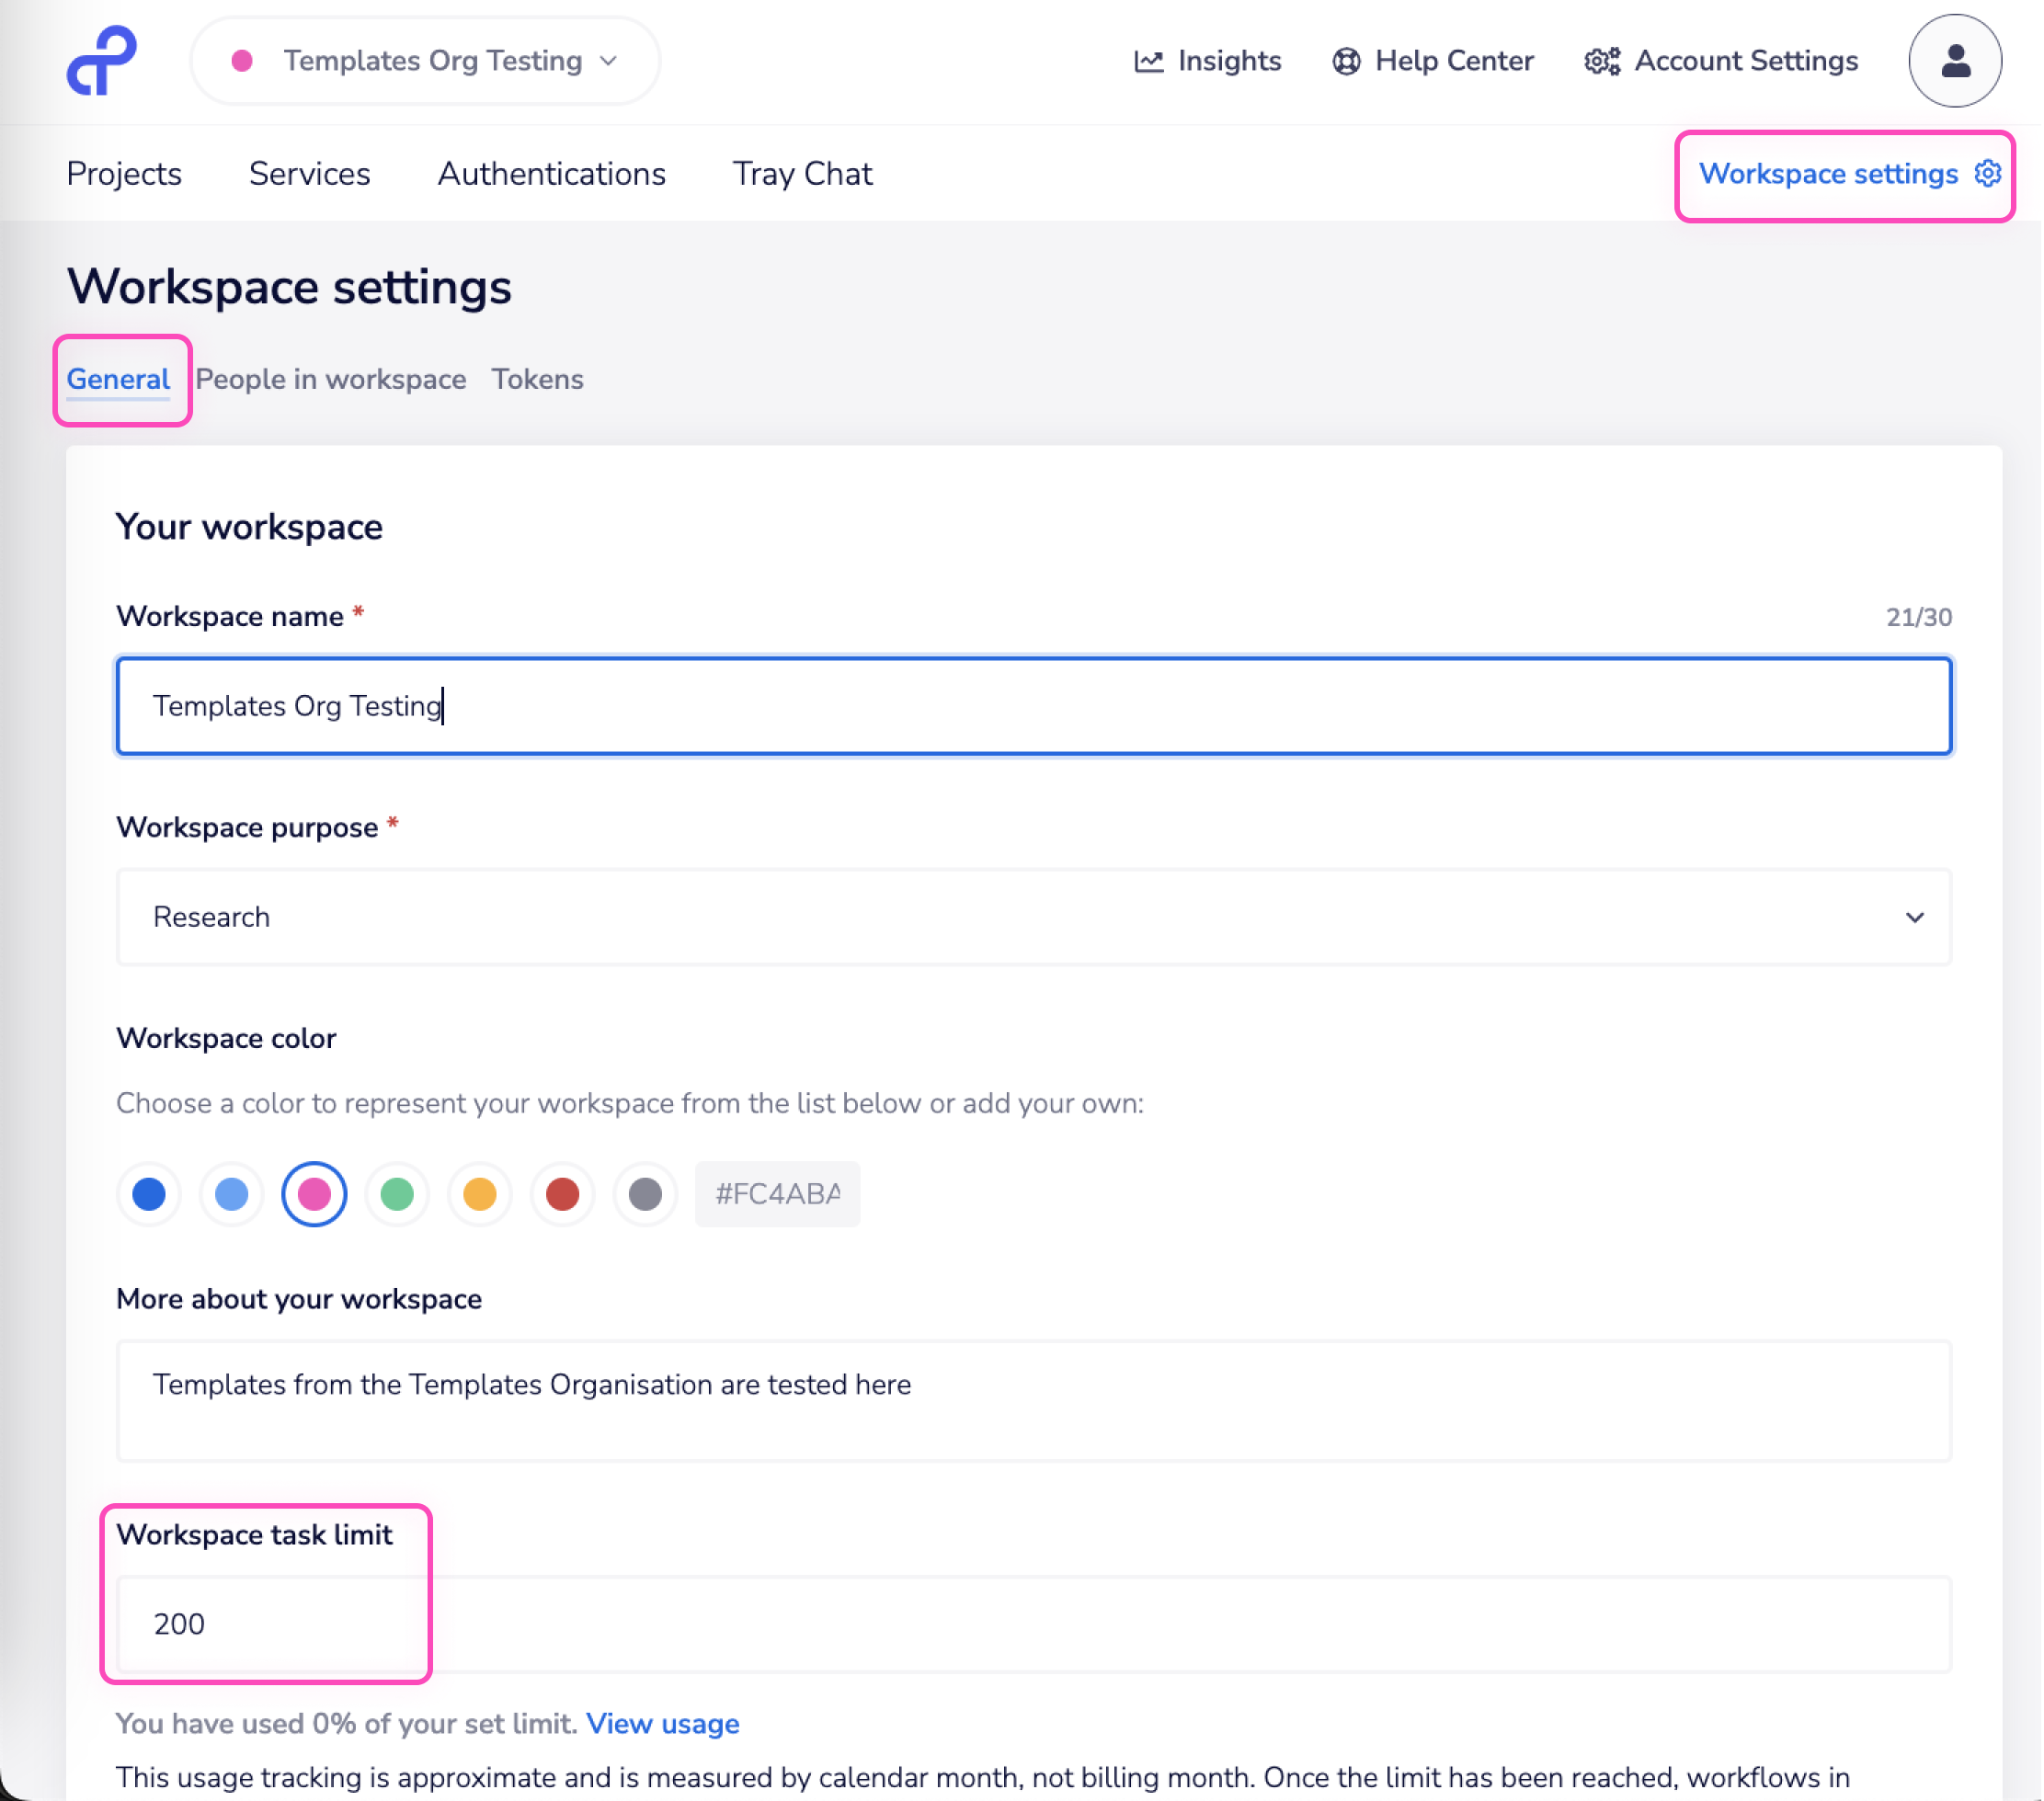 Templates Org Testing
Insights
Help Center
Account Settings
Projects
Services
Authentications
Tray Chat
Workspace settings
Workspace settings
General
People in workspace
Tokens
Your workspace
Workspace name *
21/30
Templates Org Testing
Workspace purpose *
Research
Workspace color
Choose a color to represent your workspace from the list below or add your own:
#FC4ABA
More about your workspace
Templates from the Templates Organisation are tested here
Workspace task limit
200
You have used 0% of your set limit. View usage
This usage tracking is approximate and is measured by calendar month, not billing month. Once the limit has been reached, workflows in